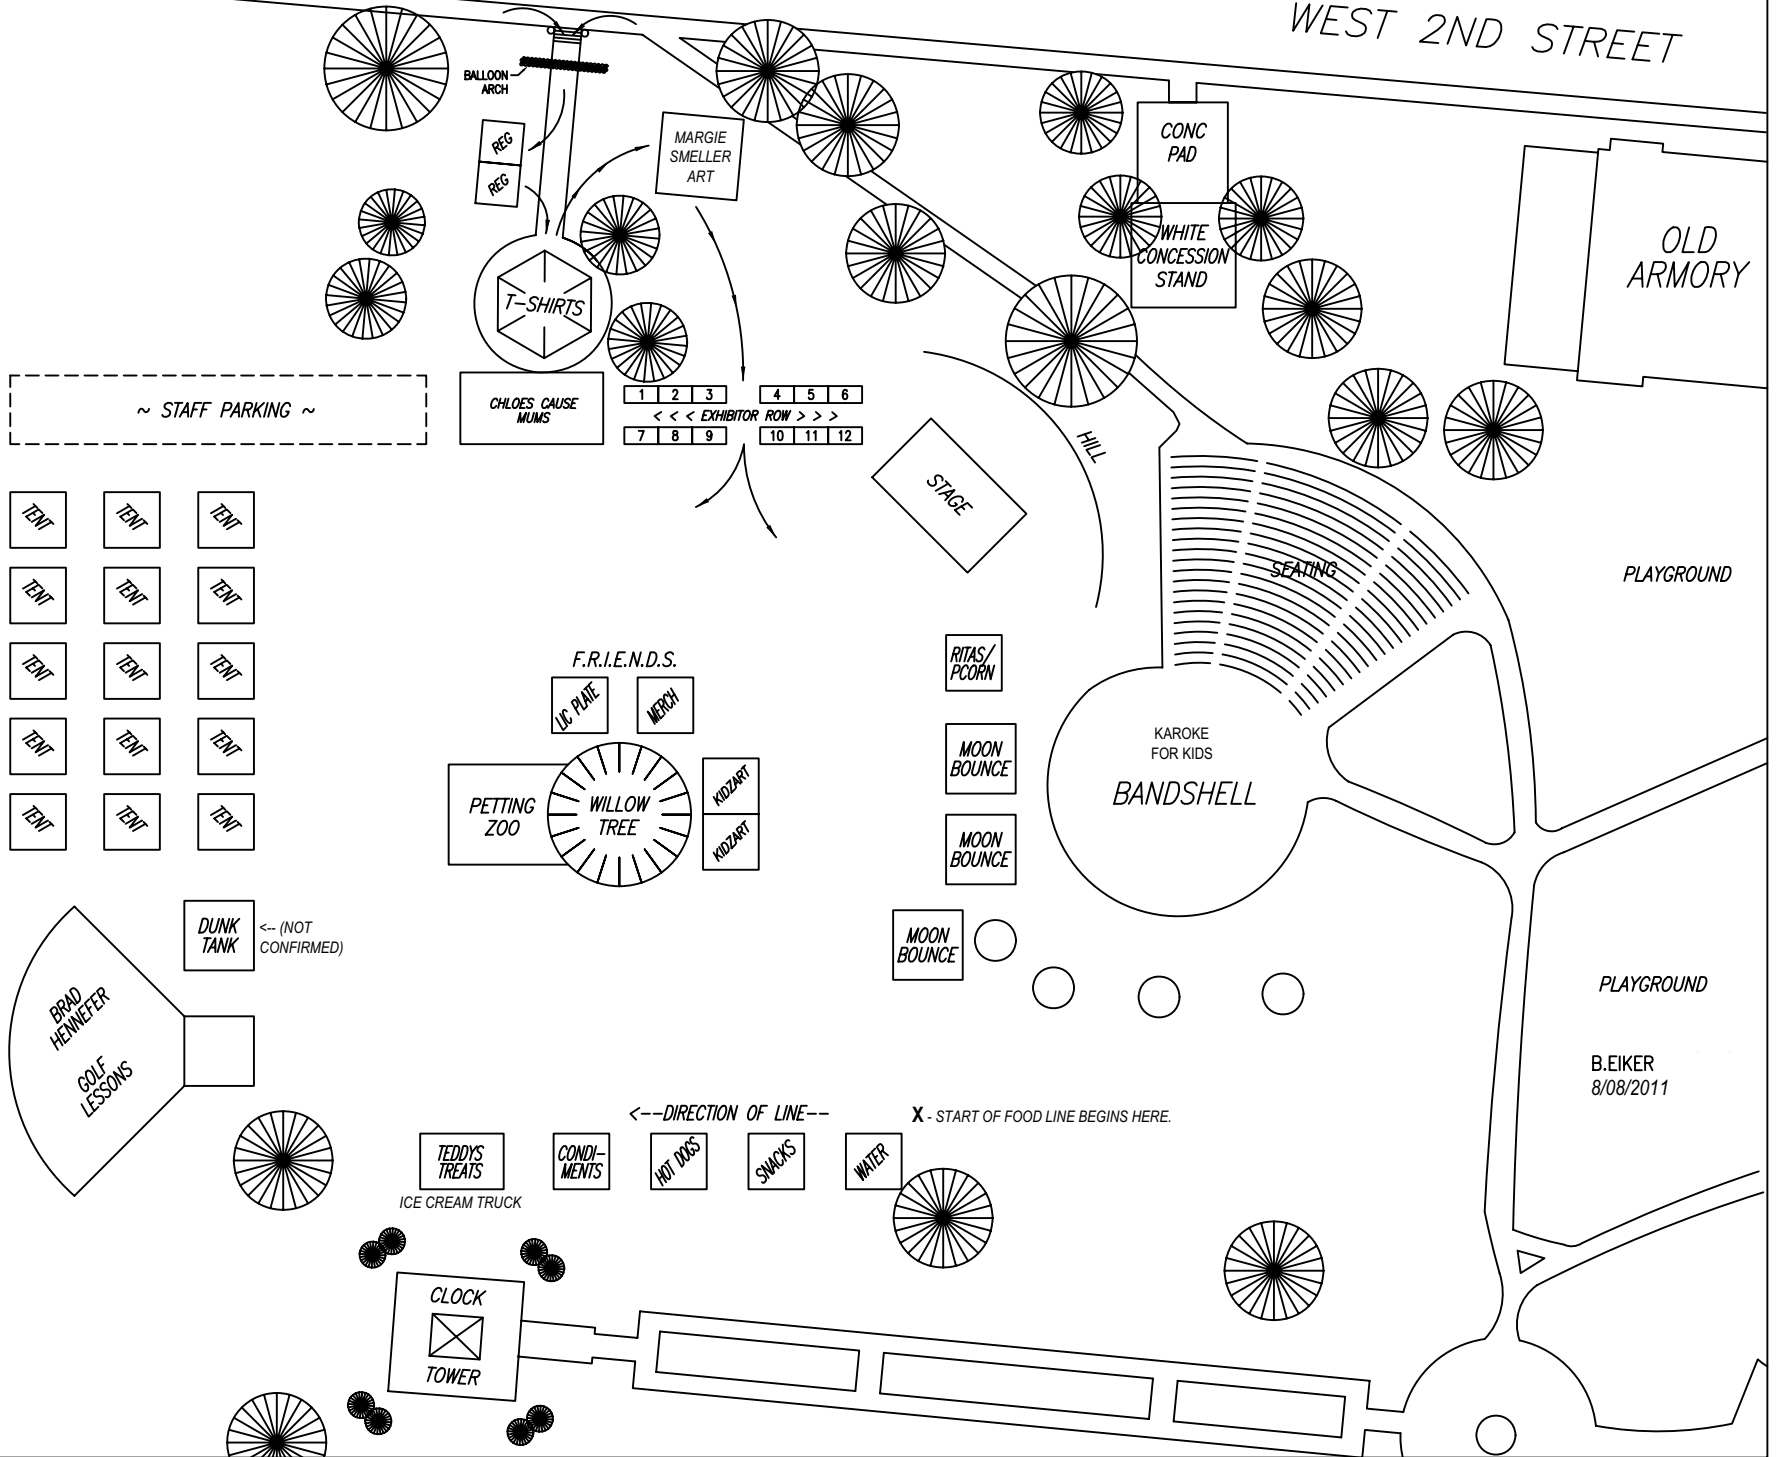 WEST 2ND STREET
BALLOON
ARCH
REG
REG
MARGIE
SMELLER
ART
CONC
PAD
WHITE
CONCESSION
STAND
OLD
ARMORY
T-SHIRTS
~ STAFF PARKING ~
CHLOES CAUSE
MUMS
1 2 3 4 5 6
< < < EXHIBITOR ROW > > >
7 8 9 10 11 12
HILL
STAGE
SEATING
PLAYGROUND
TENT TENT TENT
TENT TENT TENT
TENT TENT TENT
TENT TENT TENT
TENT TENT TENT
F.R.I.E.N.D.S.
LIC PLATE
MERCH
RITAS/
PCORN
PETTING
ZOO
WILLOW
TREE
KIDZART
KIDZART
MOON
BOUNCE
MOON
BOUNCE
MOON
BOUNCE
KAROKE
FOR KIDS
BANDSHELL
DUNK
TANK
<-- (NOT
CONFIRMED)
BRAD
HENNEFER
GOLF
LESSONS
PLAYGROUND
B.EIKER
8/08/2011
<--DIRECTION OF LINE--
X - START OF FOOD LINE BEGINS HERE.
TEDDYS
TREATS
CONDI-
MENTS
HOT DOGS
SNACKS
WATER
ICE CREAM TRUCK
CLOCK
TOWER